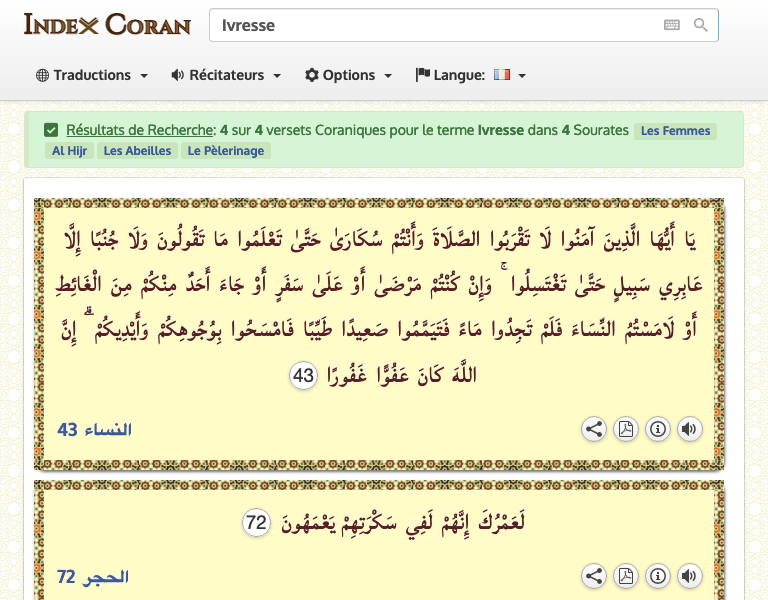 INDEX CORAN
Ivresse
Traductions
Récitateurs
Options
Langue:
Résultats de Recherche: 4 sur 4 versets Coraniques pour le terme Ivresse dans 4 Sourates Les Femmes
Al Hijr Les Abeilles Le Pèlerinage
يَا أَيُّهَا الَّذِينَ آمَنُوا لَا تَقْرَبُوا الصَّلَاةَ وَأَنْتُمْ سُكَارَىٰ حَتَّىٰ تَعْلَمُوا مَا تَقُولُونَ وَلَا جُنُبًا إِلَّا
عَابِرِي سَبِيلٍ حَتَّىٰ تَغْتَسِلُوا ۚ وَإِنْ كُنْتُمْ مَرْضَىٰ أَوْ عَلَىٰ سَفَرٍ أَوْ جَاءَ أَحَدٌ مِنْكُمْ مِنَ الْغَائِطِ
أَوْ لَامَسْتُمُ النِّسَاءَ فَلَمْ تَجِدُوا مَاءً فَتَيَمَّمُوا صَعِيدًا طَيِّبًا فَامْسَحُوا بِوُجُوهِكُمْ وَأَيْدِيكُمْ ۗ إِنَّ
اللَّهَ كَانَ عَفُوًّا غَفُورًا 43
النساء 43
لَعَمْرُكَ إِنَّهُمْ لَفِي سَكْرَتِهِمْ يَعْمَهُونَ 72
الحجر 72